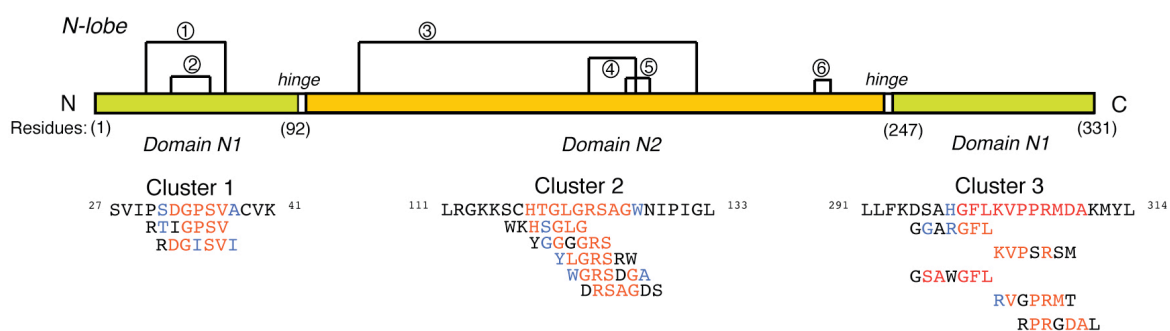 N-lobe
① ② ③ ④ ⑤ ⑥
hinge hinge
N C
Residues: (1) (92) (247) (331)
Domain N1 Domain N2 Domain N1
Cluster 1 Cluster 2 Cluster 3
27 SVIPSDGPSVACVK 41 111 LRGKKSCHTGLGRSAGWNIPIGL 133 291 LLFKDSAHGFLKVPPRMDAKMYL 314
RTIGPSV WKHSGLG GGARGFL
RDGISVI YGGGGRS KVPSRSM
YLGRSRW GSAWGFL
WGRSDGA RVGPRMT
DRSAGDS
RPRGDAL